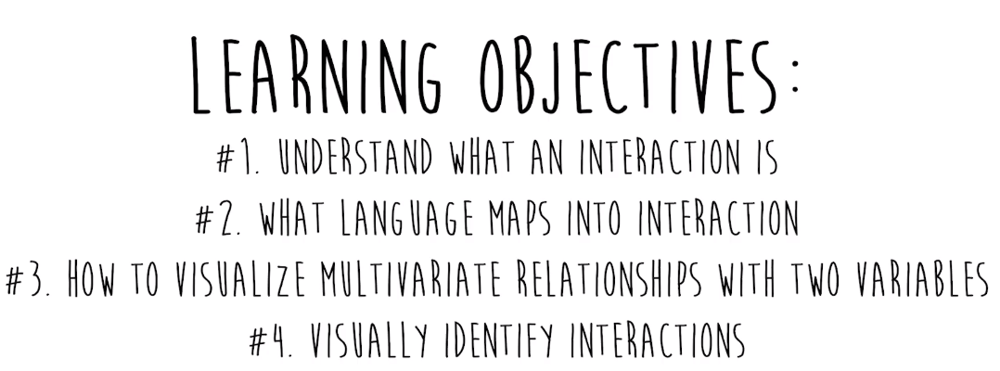 LEARNING OBJECTIVES:
#1. UNDERSTAND WHAT AN INTERACTION IS
#2. WHAT LANGUAGE MAPS INTO INTERACTION
#3. HOW TO VISUALIZE MULTIVARIATE RELATIONSHIPS WITH TWO VARIABLES
#4. VISUALLY IDENTIFY INTERACTIONS